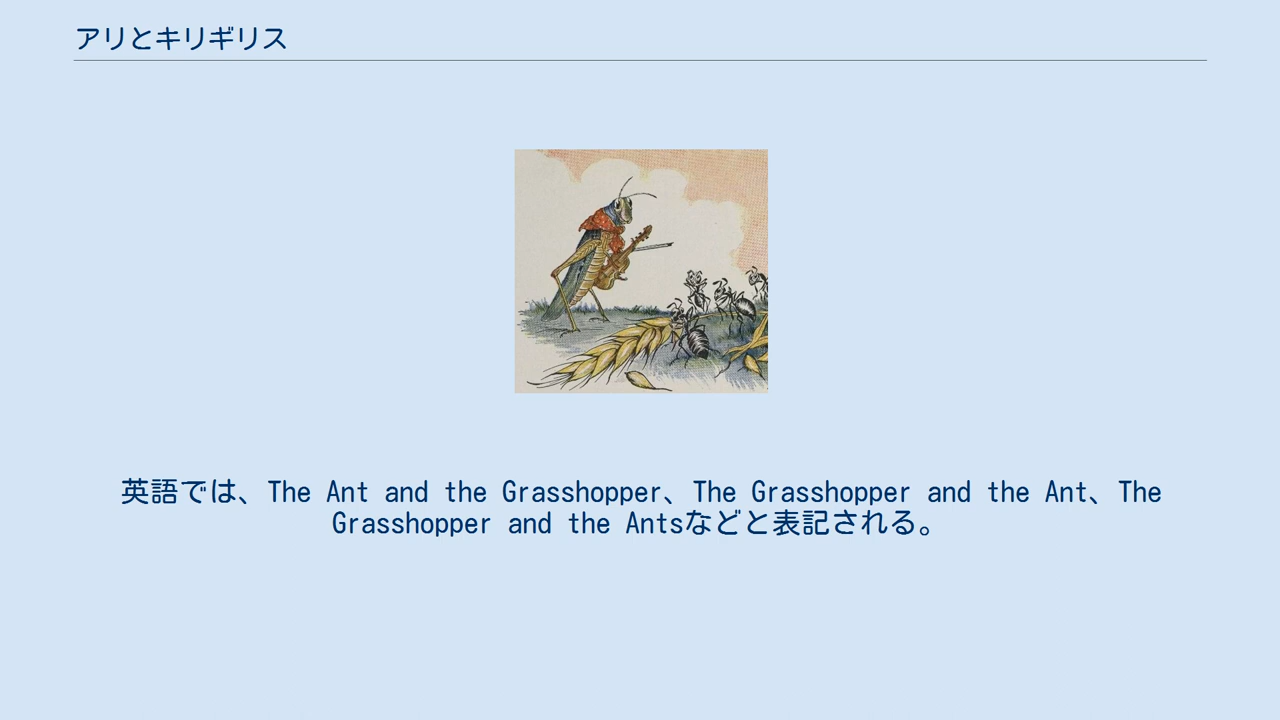 アリとキリギリス
英語では、The Ant and the Grasshopper、The Grasshopper and the Ant、The
Grasshopper and the Antsなどと表記される。